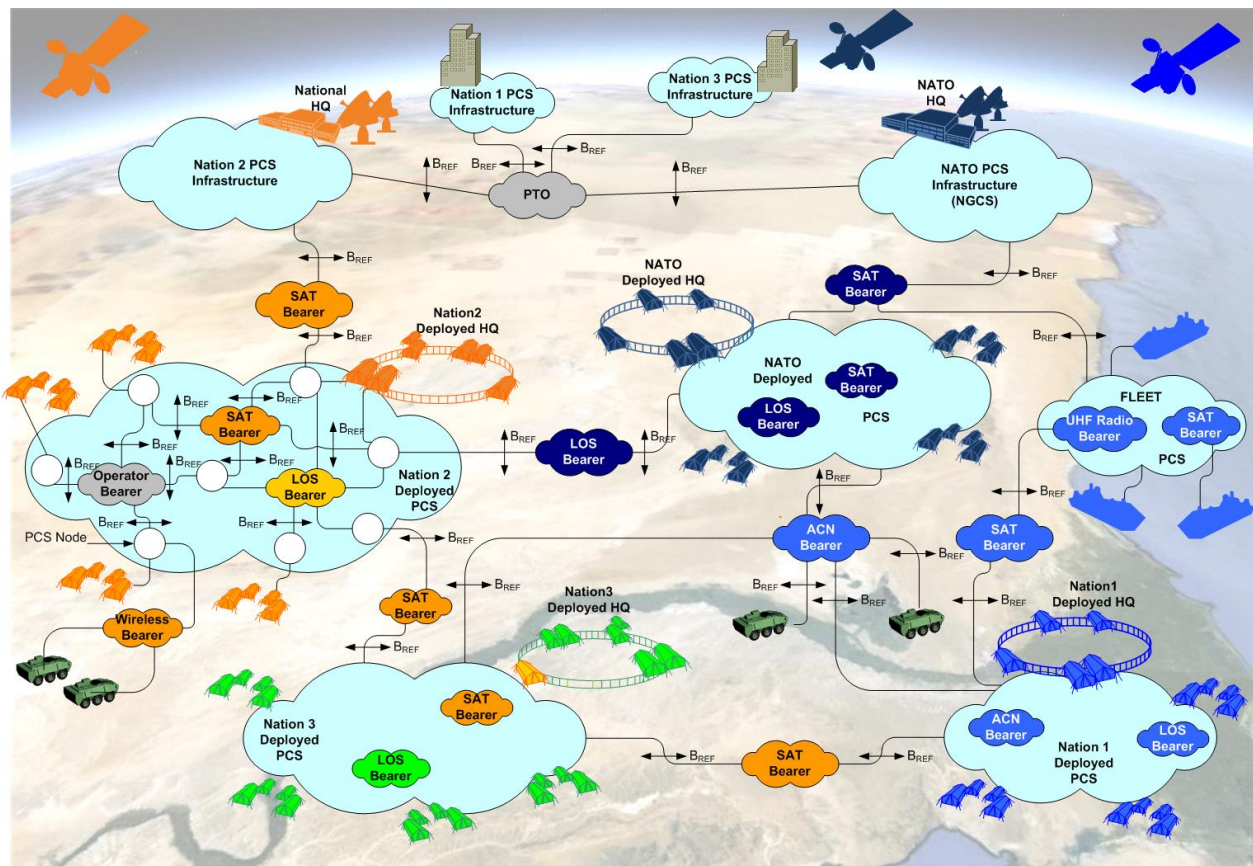 National
HQ
Nation 1 PCS
Infrastructure
Nation 3 PCS
Infrastructure
NATO
HQ
Nation 2 PCS
Infrastructure
BREF
BREF
BREF
BREF
PTO
NATO PCS
Infrastructure
(NGCS)
BREF
BREF
SAT
Bearer
BREF
NATO
Deployed HQ
SAT
Bearer
BREF
Nation2
Deployed HQ
NATO
Deployed
PCS
SAT
Bearer
LOS
Bearer
FLEET
UHF Radio
Bearer
SAT
Bearer
PCS
BREF
BREF
SAT
Bearer
BREF
BREF
BREF
BREF
BREF
Operator
Bearer
LOS
Bearer
Nation 2
Deployed
PCS
BREF
LOS
Bearer
BREF
BREF
BREF
BREF
PCS Node
BREF
BREF
ACN
Bearer
BREF
SAT
Bearer
BREF
BREF
SAT
Bearer
BREF
Nation3
Deployed HQ
BREF
BREF
Nation1
Deployed HQ
Wireless
Bearer
BREF
Nation 3
Deployed
PCS
SAT
Bearer
LOS
Bearer
BREF
SAT
Bearer
BREF
ACN
Bearer
LOS
Bearer
Nation 1
Deployed
PCS